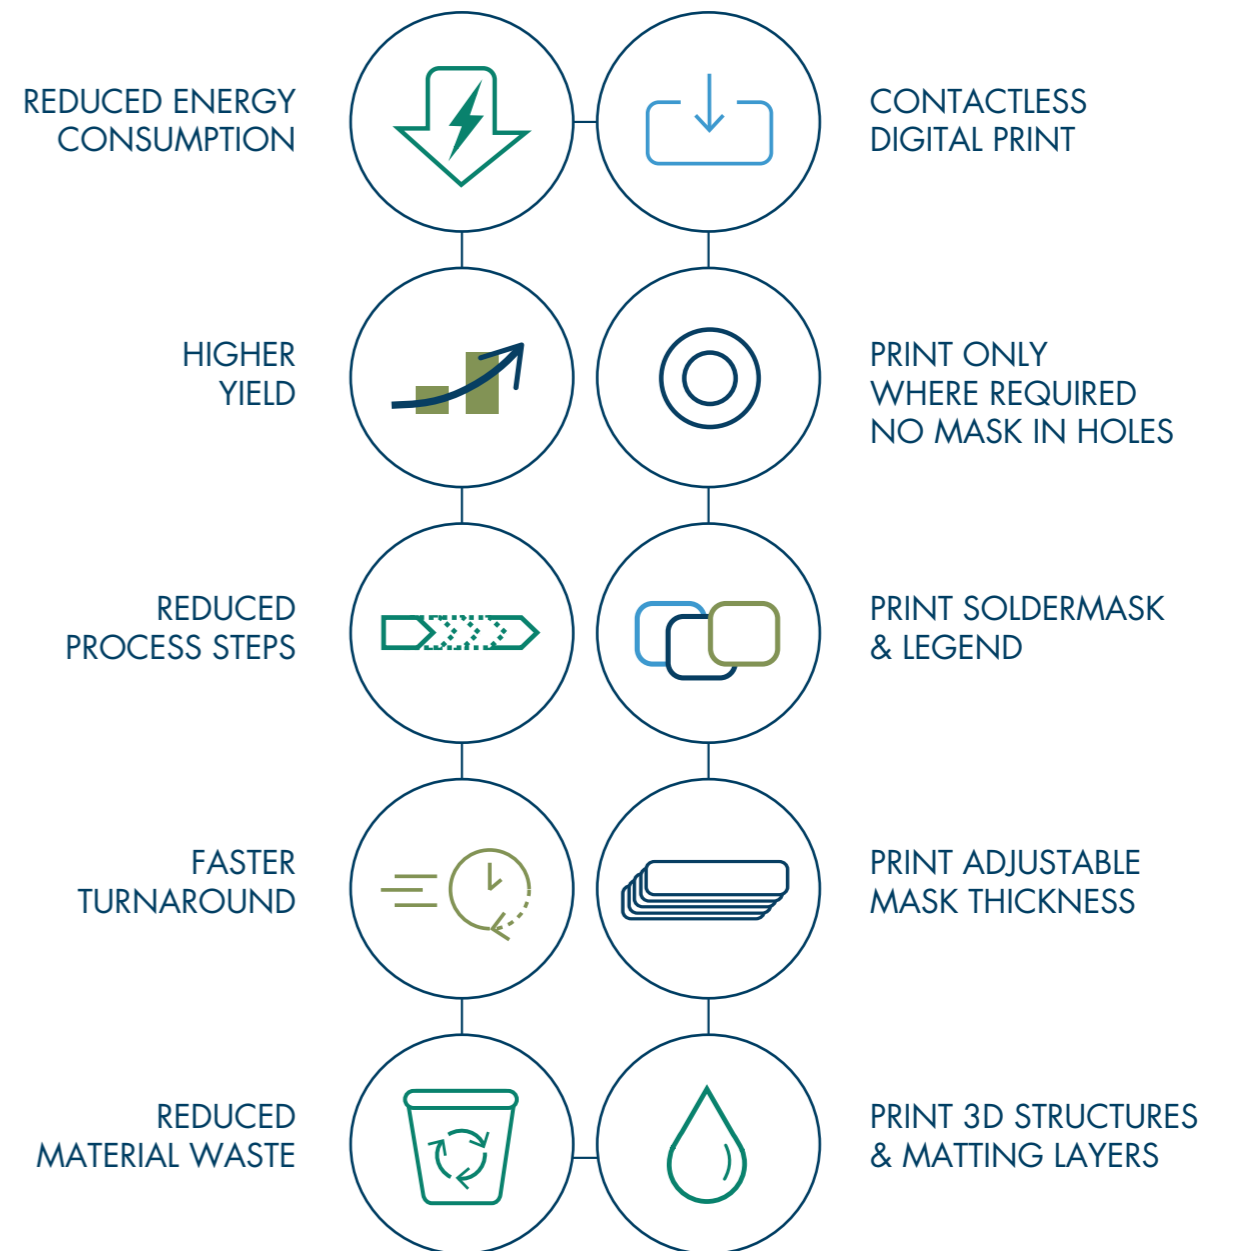 REDUCED ENERGY
CONSUMPTION
CONTACTLESS
DIGITAL PRINT
HIGHER
YIELD
PRINT ONLY
WHERE REQUIRED
NO MASK IN HOLES
REDUCED
PROCESS STEPS
PRINT SOLDERMASK
& LEGEND
FASTER
TURNAROUND
PRINT ADJUSTABLE
MASK THICKNESS
REDUCED
MATERIAL WASTE
PRINT 3D STRUCTURES
& MATTING LAYERS